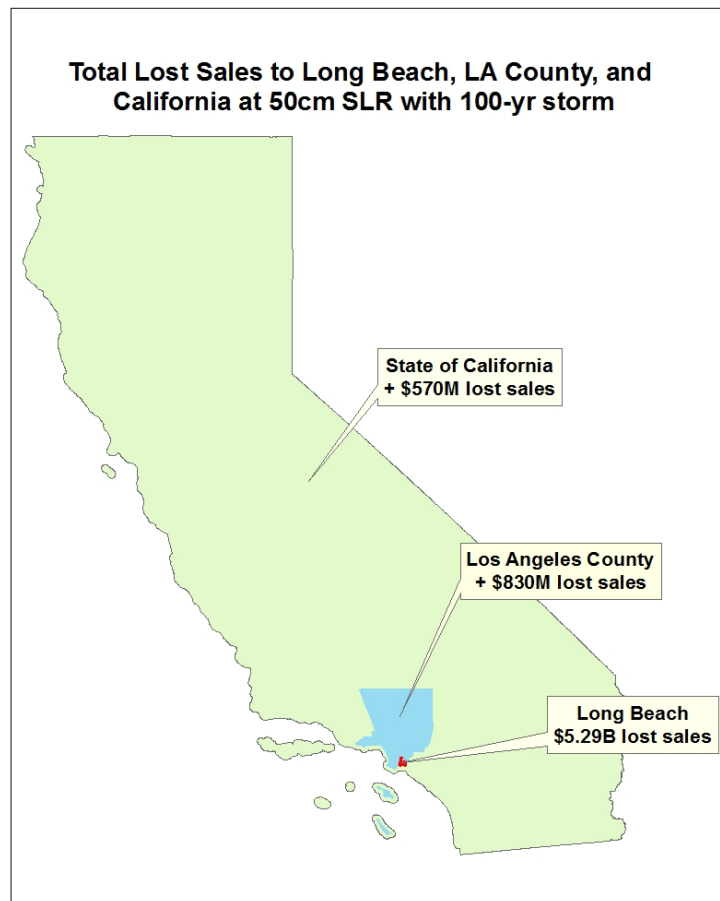 Total Lost Sales to Long Beach, LA County, and
California at 50cm SLR with 100-yr storm
State of California
+ $570M lost sales
Los Angeles County
+ $830M lost sales
Long Beach
$5.29B lost sales